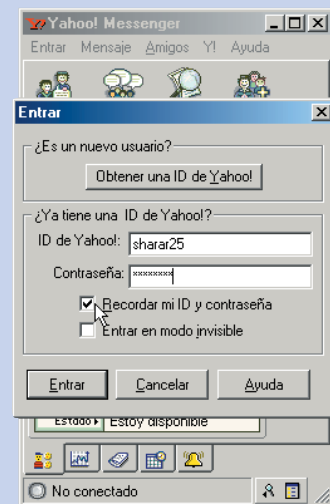 Yahoo! Messenger
Entrar Mensaje Amigos Y! Ayuda
Entrar
¿Es un nuevo usuario?
Obtener una ID de Yahoo!
¿Ya tiene una ID de Yahoo!?
ID de Yahoo!: sharar25
Contraseña: ********
Recordar mi ID y contraseña
Entrar en modo invisible
Entrar Cancelar Ayuda
Estado Estoy disponible
No conectado